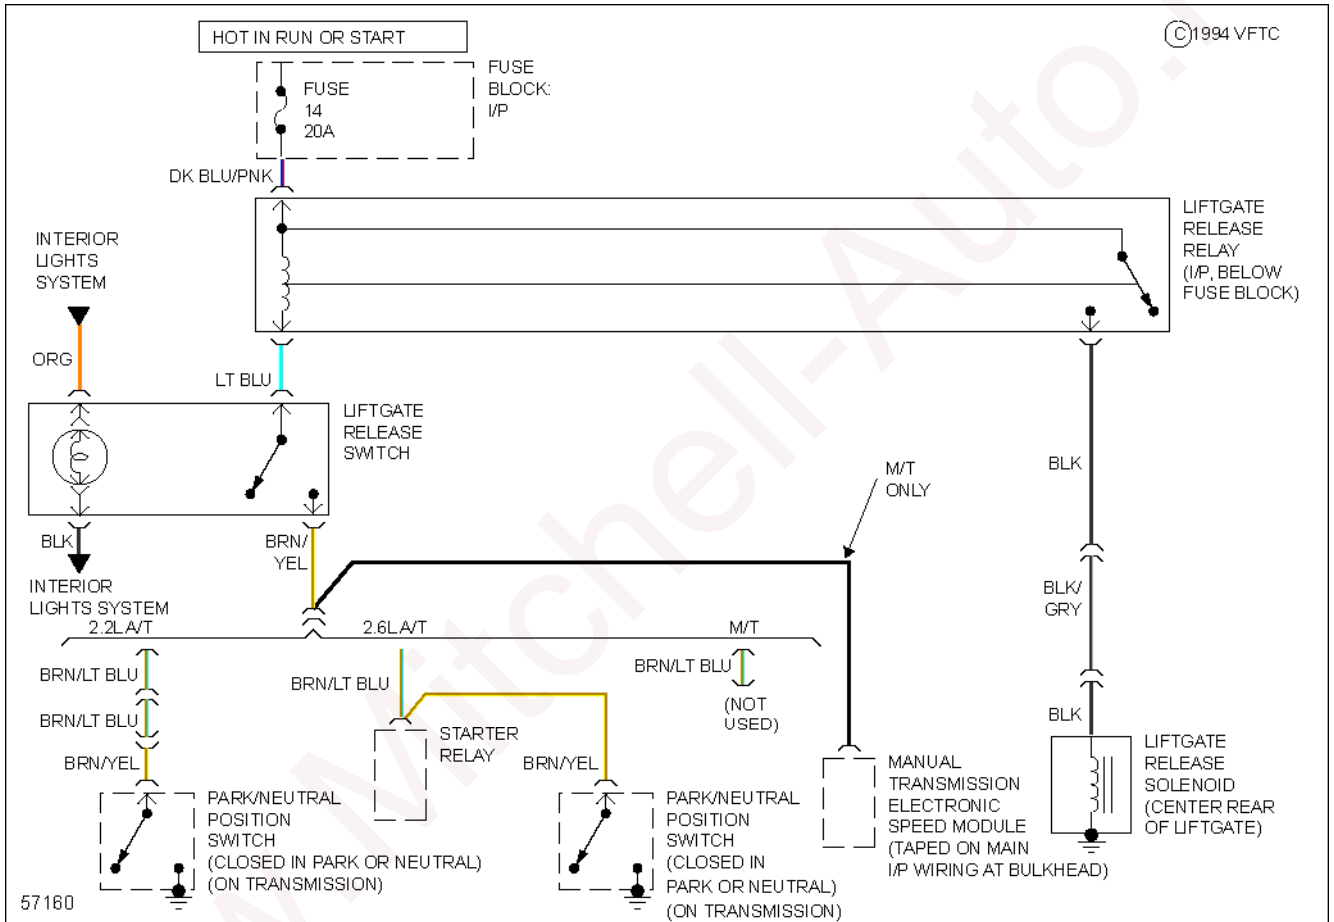 HOT IN RUN OR START
C 1994 VFTC
FUSE
14
20A
FUSE
BLOCK:
I/P
DK BLU/PNK
LIFTGATE
RELEASE
RELAY
(I/P, BELOW
FUSE BLOCK)
INTERIOR
LIGHTS
SYSTEM
ORG
LT BLU
LIFTGATE
RELEASE
SWITCH
BLK
BRN/
YEL
INTERIOR
LIGHTS SYSTEM
M/T
ONLY
BLK
BLK/
GRY
BLK
2.2L A/T
2.6L A/T
M/T
BRN/LT BLU
BRN/LT BLU
BRN/YEL
BRN/LT BLU
STARTER
RELAY
BRN/YEL
BRN/LT BLU
(NOT
USED)
PARK/NEUTRAL
POSITION
SWITCH
(CLOSED IN PARK OR NEUTRAL)
(ON TRANSMISSION)
PARK/NEUTRAL
POSITION
SWITCH
(CLOSED IN
PARK OR NEUTRAL)
(ON TRANSMISSION)
MANUAL
TRANSMISSION
ELECTRONIC
SPEED MODULE
(TAPED ON MAIN
I/P WIRING AT BULKHEAD)
LIFTGATE
RELEASE
SOLENOID
(CENTER REAR
OF LIFTGATE)
57160
Mitchell-Auto.